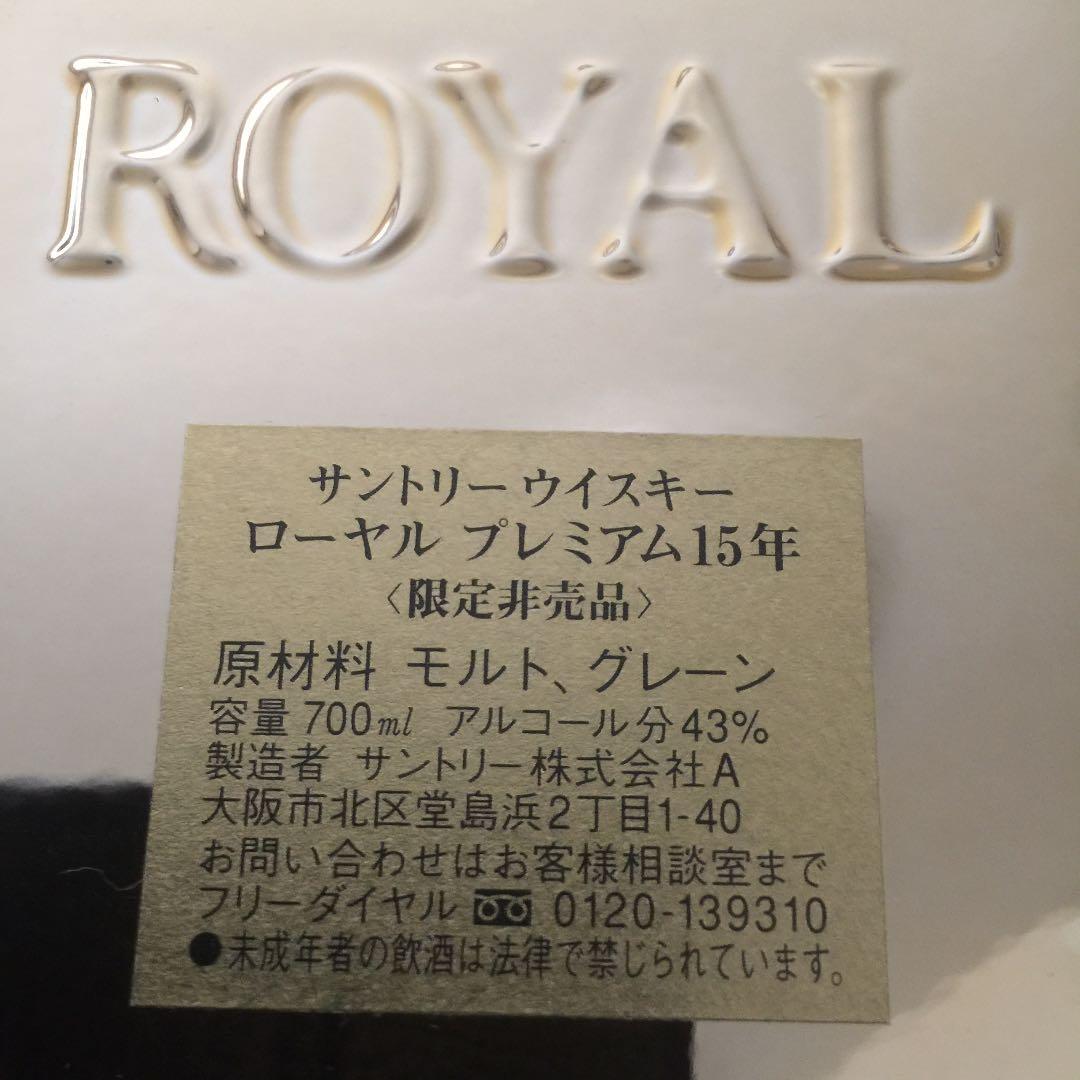 ROYAL
サントリー ウイスキー
ローヤル プレミアム15年
〈限定非売品〉
原材料 モルト、グレーン
容量 700ml アルコール分 43%
製造者 サントリー株式会社A
大阪市北区堂島浜2丁目1-40
お問い合わせはお客様相談室まで
フリーダイヤル 0120-139310
●未成年者の飲酒は法律で禁じられています。